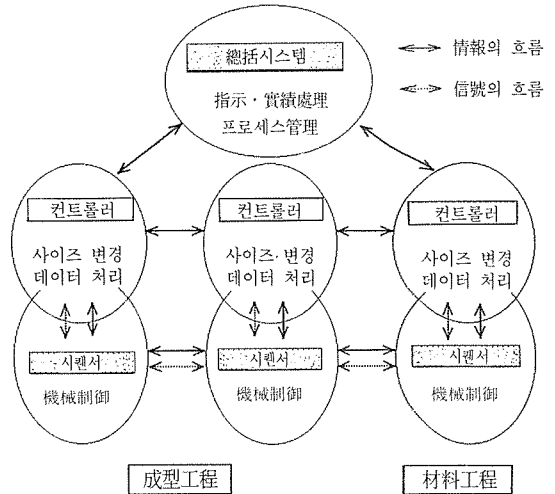 總括시스템
指示·實績處理
프로세스管理
情報의 흐름
信號의 흐름
컨트롤러
사이즈 변경
데이터 처리
시퀜서
機械制御
컨트롤러
사이즈·변경
데이터 처리
시퀜서
機械制御
컨트롤러
사이즈 변경
데이터 처리
시퀜서
機械制御
成型工程
材料工程